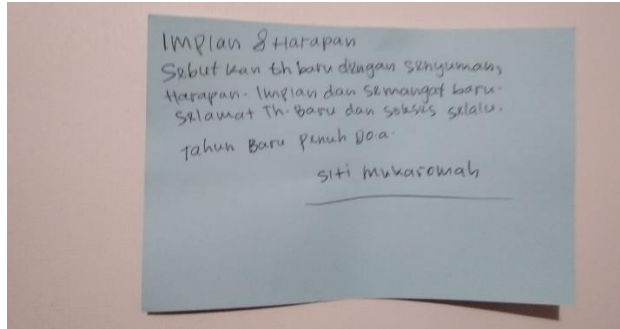 Impian & Harapan
Sebut kan th baru dengan senyuman,
Harapan. Impian dan semangat baru.
Selamat Th. Baru dan sukses selalu.
Tahun Baru penuh Do.a.
Siti Mukaromah